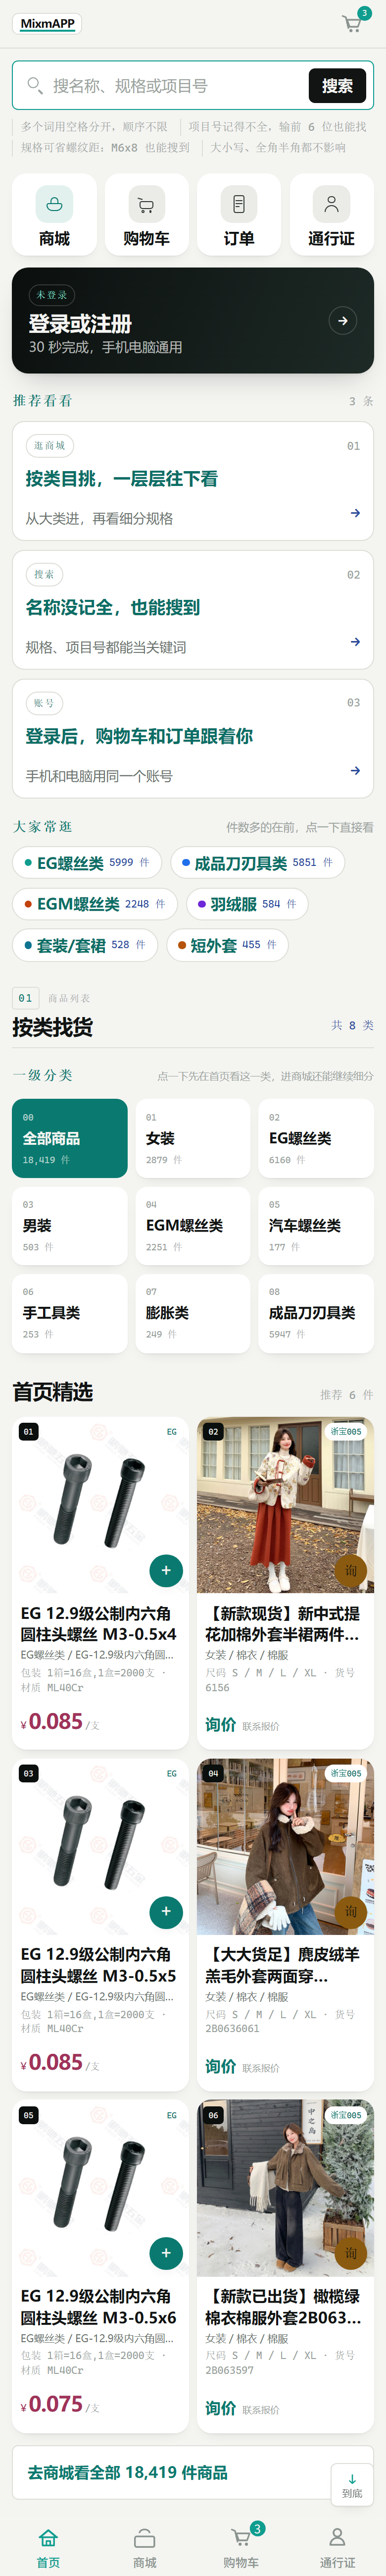 MixmAPP
3
搜名称、规格或项目号
搜索
多个词用空格分开，顺序不限
项目号记得不全，输前 6 位也能找
规格可省螺纹距：M6x8 也能搜到
大小写、全角半角都不影响
商城
购物车
订单
通行证
未登录
登录或注册
30 秒完成，手机电脑通用
推荐看看
3 条
逛商城
01
按类目挑，一层层往下看
从大类进，再看细分规格
搜索
02
名称没记全，也能搜到
规格、项目号都能当关键词
账号
03
登录后，购物车和订单跟着你
手机和电脑用同一个账号
大家常逛
件数多的在前，点一下直接看
EG螺丝类 5999 件
成品刀刃具类 5851 件
EGM螺丝类 2248 件
羽绒服 584 件
套装/套裙 528 件
短外套 455 件
01 商品列表
按类找货
共 8 类
一级分类
点一下先在首页看这一类，进商城还能继续细分
00
全部商品
18,419 件
01
女装
2879 件
02
EG螺丝类
6160 件
03
男装
503 件
04
EGM螺丝类
2251 件
05
汽车螺丝类
177 件
06
手工具类
253 件
07
膨胀类
249 件
08
成品刀刃具类
5947 件
首页精选
推荐 6 件
01
EG
+
EG 12.9级公制内六角
圆柱头螺丝 M3-0.5x4
EG螺丝类 / EG-12.9级内六角圆...
包装 1箱=16盒,1盒=2000支 ·
材质 ML40Cr
¥0.085/支
02
浙宝005
询
【新款现货】新中式提
花加棉外套半裙两件...
女装 / 棉衣 / 棉服
尺码 S / M / L / XL · 货号
6156
询价 联系报价
03
EG
+
EG 12.9级公制内六角
圆柱头螺丝 M3-0.5x5
EG螺丝类 / EG-12.9级内六角圆...
包装 1箱=16盒,1盒=2000支 ·
材质 ML40Cr
¥0.085/支
04
浙宝005
询
【大大货足】麂皮绒羊
羔毛外套两面穿...
女装 / 棉衣 / 棉服
尺码 S / M / L / XL · 货号
2B0636061
询价 联系报价
05
EG
+
EG 12.9级公制内六角
圆柱头螺丝 M3-0.5x6
EG螺丝类 / EG-12.9级内六角圆...
包装 1箱=16盒,1盒=2000支 ·
材质 ML40Cr
¥0.075/支
06
浙宝005
中之岛
询
【新款已出货】橄榄绿
棉衣棉服外套2B063...
女装 / 棉衣 / 棉服
尺码 S / M / L / XL · 货号
2B063597
询价 联系报价
去商城看全部 18,419 件商品
到底
首页
商城
购物车
3
通行证